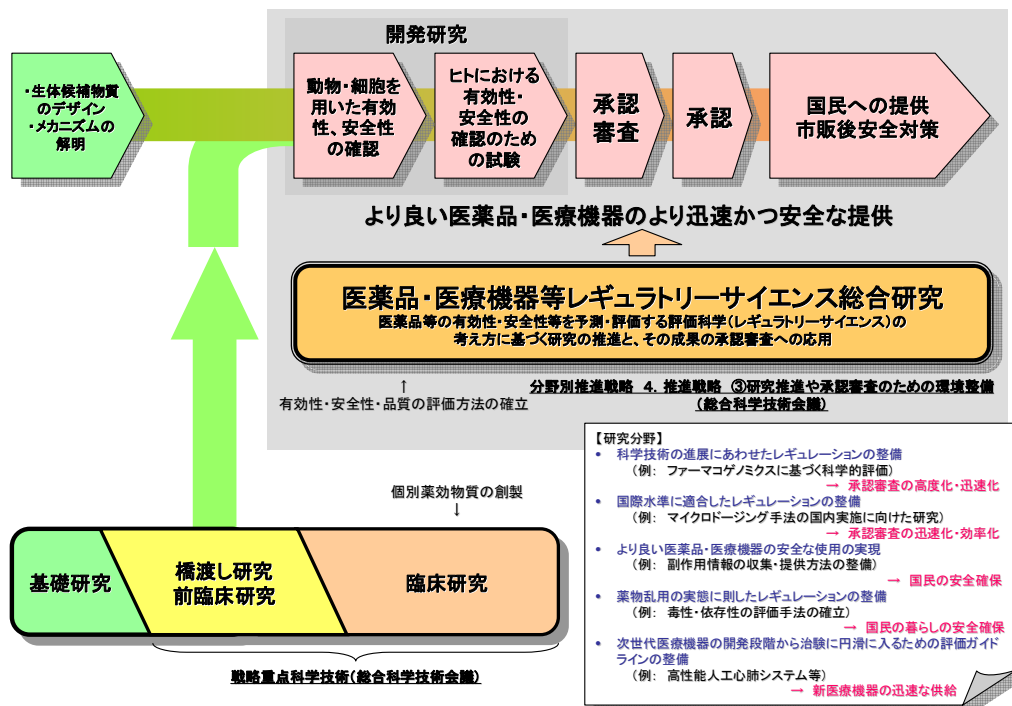 開発研究
・生体候補物質
のデザイン
・メカニズムの
解明
動物・細胞を
用いた有効
性、安全性
の確認
ヒトにおける
有効性・
安全性の
確認のため
の試験
承認
審査
承認
国民への提供
市販後安全対策
より良い医薬品・医療機器のより迅速かつ安全な提供
医薬品・医療機器等レギュラトリーサイエンス総合研究
医薬品等の有効性・安全性等を予測・評価する評価科学(レギュラトリーサイエンス)の
考え方に基づく研究の推進と、その成果の承認審査への応用
↑
有効性・安全性・品質の評価方法の確立
分野別推進戦略 4. 推進戦略 ③研究推進や承認審査のための環境整備
(総合科学技術会議)
【研究分野】
• 科学技術の進展にあわせたレギュレーションの整備
(例: ファーマコゲノミクスに基づく科学的評価)
→ 承認審査の高度化・迅速化
• 国際水準に適合したレギュレーションの整備
(例: マイクロドージング手法の国内実施に向けた研究)
→ 承認審査の迅速化・効率化
• より良い医薬品・医療機器の安全な使用の実現
(例: 副作用情報の収集・提供方法の整備)
→ 国民の安全確保
• 薬物乱用の実態に則したレギュレーションの整備
(例: 毒性・依存性の評価手法の確立)
→ 国民の暮らしの安全確保
• 次世代医療機器の開発段階から治験に円滑に入るための評価ガイド
ラインの整備
(例: 高性能人工心肺システム等)
→ 新医療機器の迅速な供給
個別薬効物質の創製
↓
基礎研究
橋渡し研究
前臨床研究
臨床研究
戦略重点科学技術(総合科学技術会議)